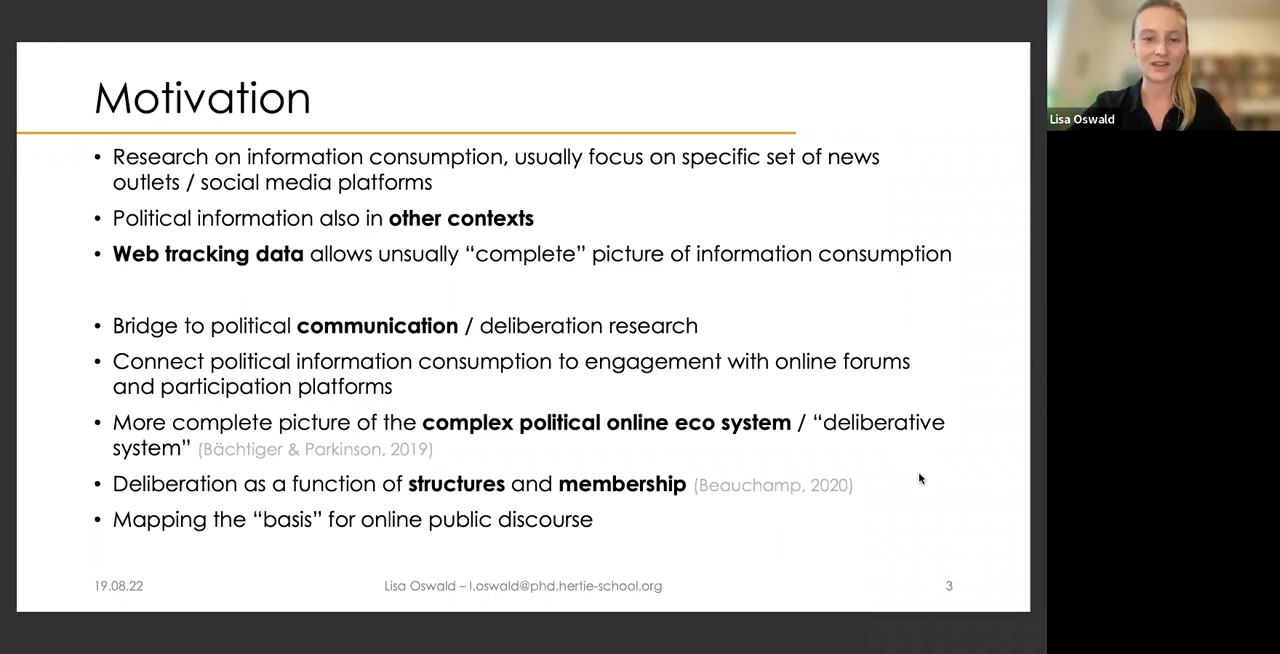 Motivation
• Research on information consumption, usually focus on specific set of news
outlets / social media platforms
• Political information also in other contexts
• Web tracking data allows unsually “complete” picture of information consumption
• Bridge to political communication / deliberation research
• Connect political information consumption to engagement with online forums
and participation platforms
• More complete picture of the complex political online eco system / “deliberative
system” (Bächtiger & Parkinson, 2019)
• Deliberation as a function of structures and membership (Beauchamp, 2020)
• Mapping the “basis” for online public discourse
19.08.22 Lisa Oswald – l.oswald@phd.hertie-school.org 3
Lisa Oswald